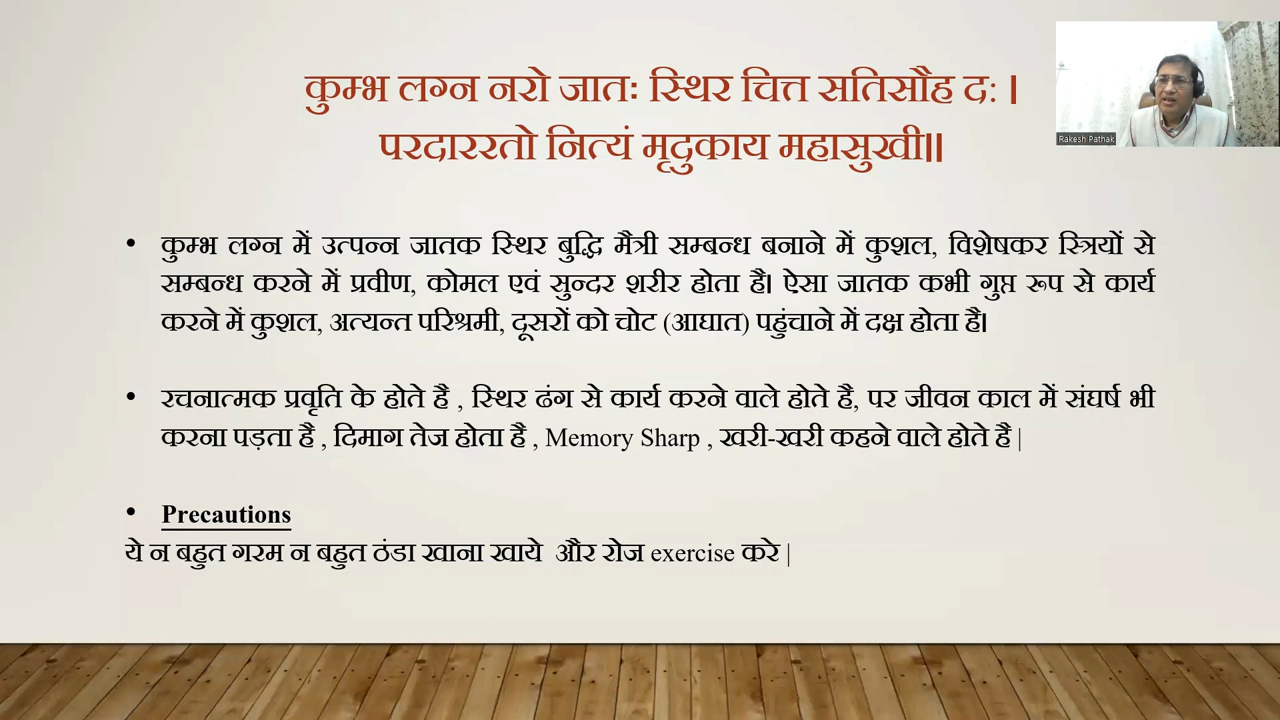 कुम्भ लग्न नरो जातः स्थिर चित्त सतिसौह द: ।
परदाररतो नित्यं मृदुकाय महासुखी॥
Rakesh Pathak
• कुम्भ लग्न में उत्पन्न जातक स्थिर बुद्धि मैत्री सम्बन्ध बनाने में कुशल, विशेषकर स्त्रियों से
सम्बन्ध करने में प्रवीण, कोमल एवं सुन्दर शरीर होता है। ऐसा जातक कभी गुप्त रूप से कार्य
करने में कुशल, अत्यन्त परिश्रमी, दूसरों को चोट (आघात) पहुंचाने में दक्ष होता है।
• रचनात्मक प्रवृति के होते है , स्थिर ढंग से कार्य करने वाले होते है, पर जीवन काल में संघर्ष भी
करना पड़ता है , दिमाग तेज होता है , Memory Sharp , खरी-खरी कहने वाले होते है |
• Precautions
ये न बहुत गरम न बहुत ठंडा खाना खाये और रोज exercise करे |